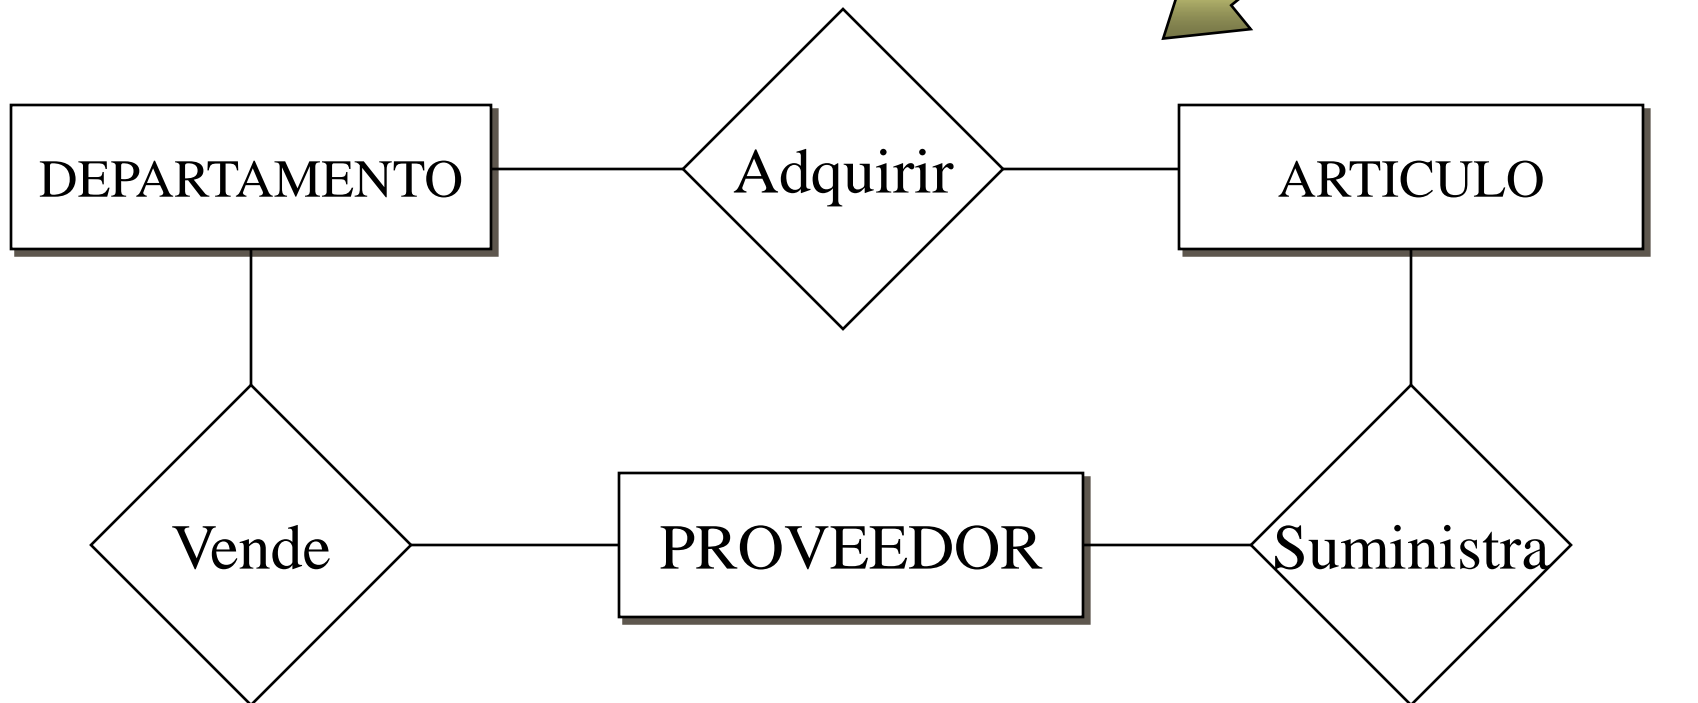 DEPARTAMENTO
Adquirir
ARTICULO
Vende
PROVEEDOR
Suministra